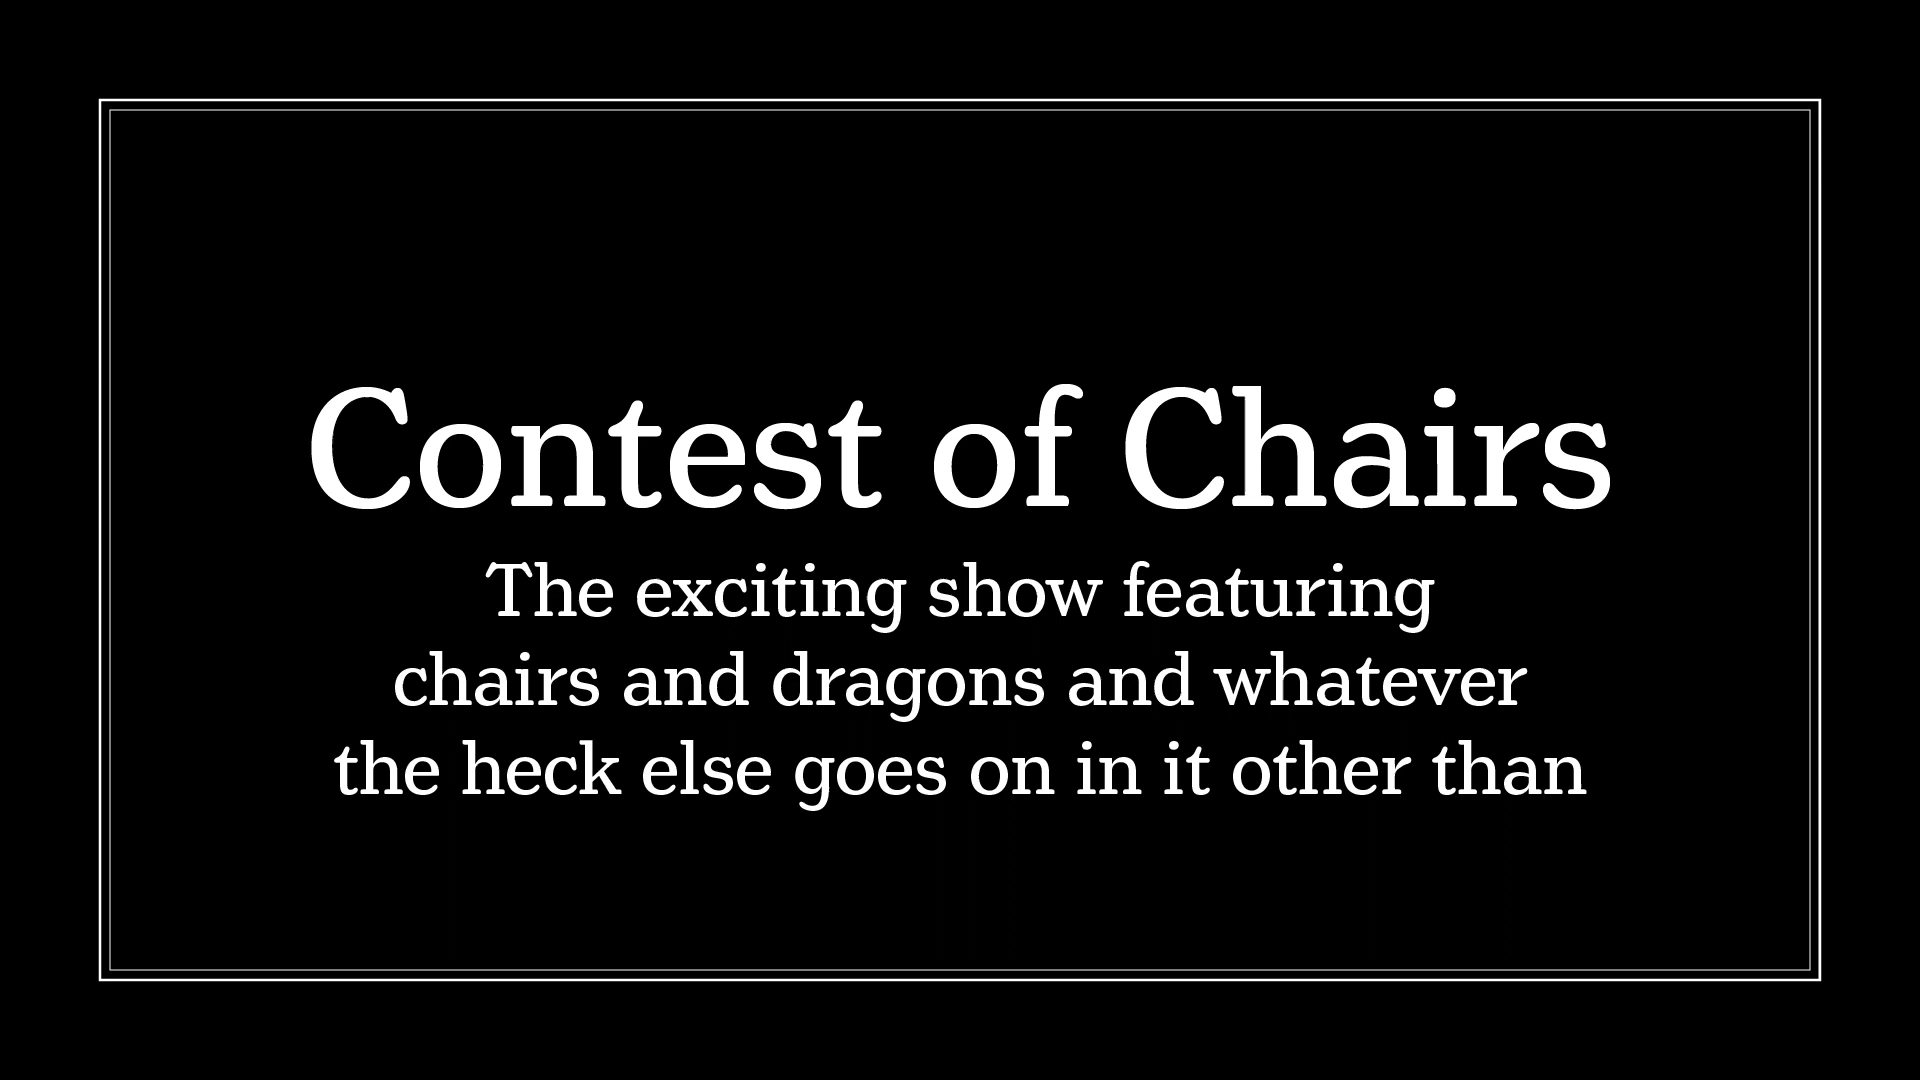 Contest of Chairs
The exciting show featuring
chairs and dragons and whatever
the heck else goes on in it other than